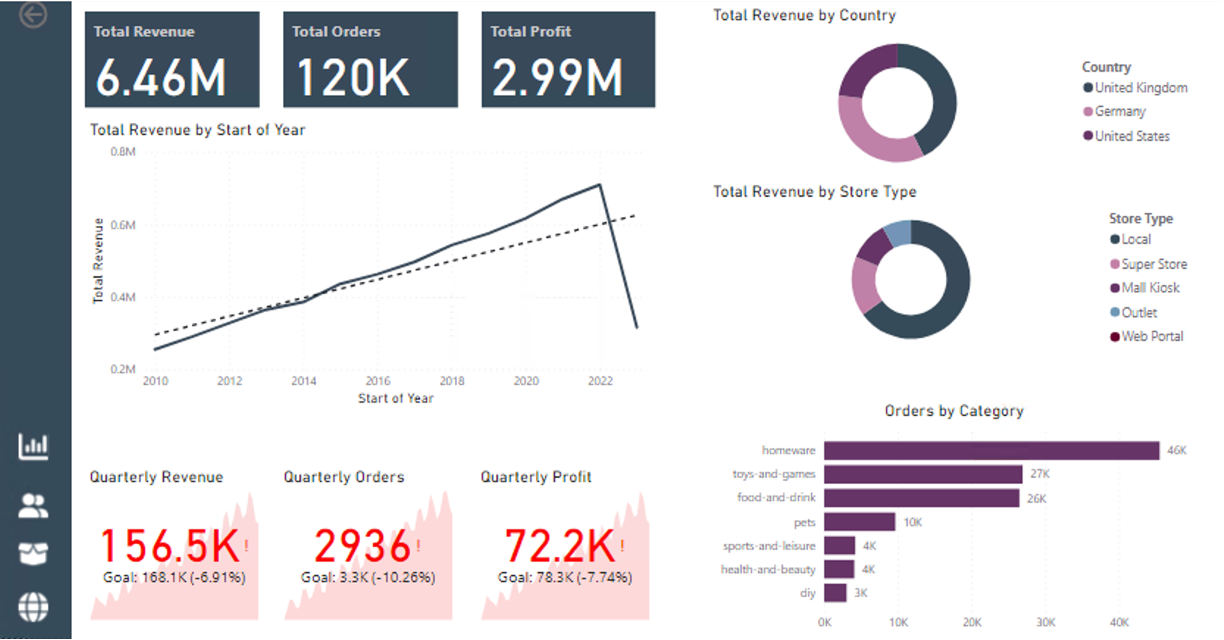 Total Revenue
6.46M
Total Orders
120K
Total Profit
2.99M
Total Revenue by Start of Year
0.8M
0.6M
0.4M
0.2M
Total Revenue
2010
2012
2014
2016
2018
2020
2022
Start of Year
Quarterly Revenue
156.5K!
Goal: 168.1K (-6.91%)
Quarterly Orders
2936!
Goal: 3.3K (-10.26%)
Quarterly Profit
72.2K!
Goal: 78.3K (-7.74%)
Total Revenue by Country
Country
United Kingdom
Germany
United States
Total Revenue by Store Type
Store Type
Local
Super Store
Mall Kiosk
Outlet
Web Portal
Orders by Category
homeware 46K
toys-and-games 27K
food-and-drink 26K
pets 10K
sports-and-leisure 4K
health-and-beauty 4K
diy 3K
0K 10K 20K 30K 40K